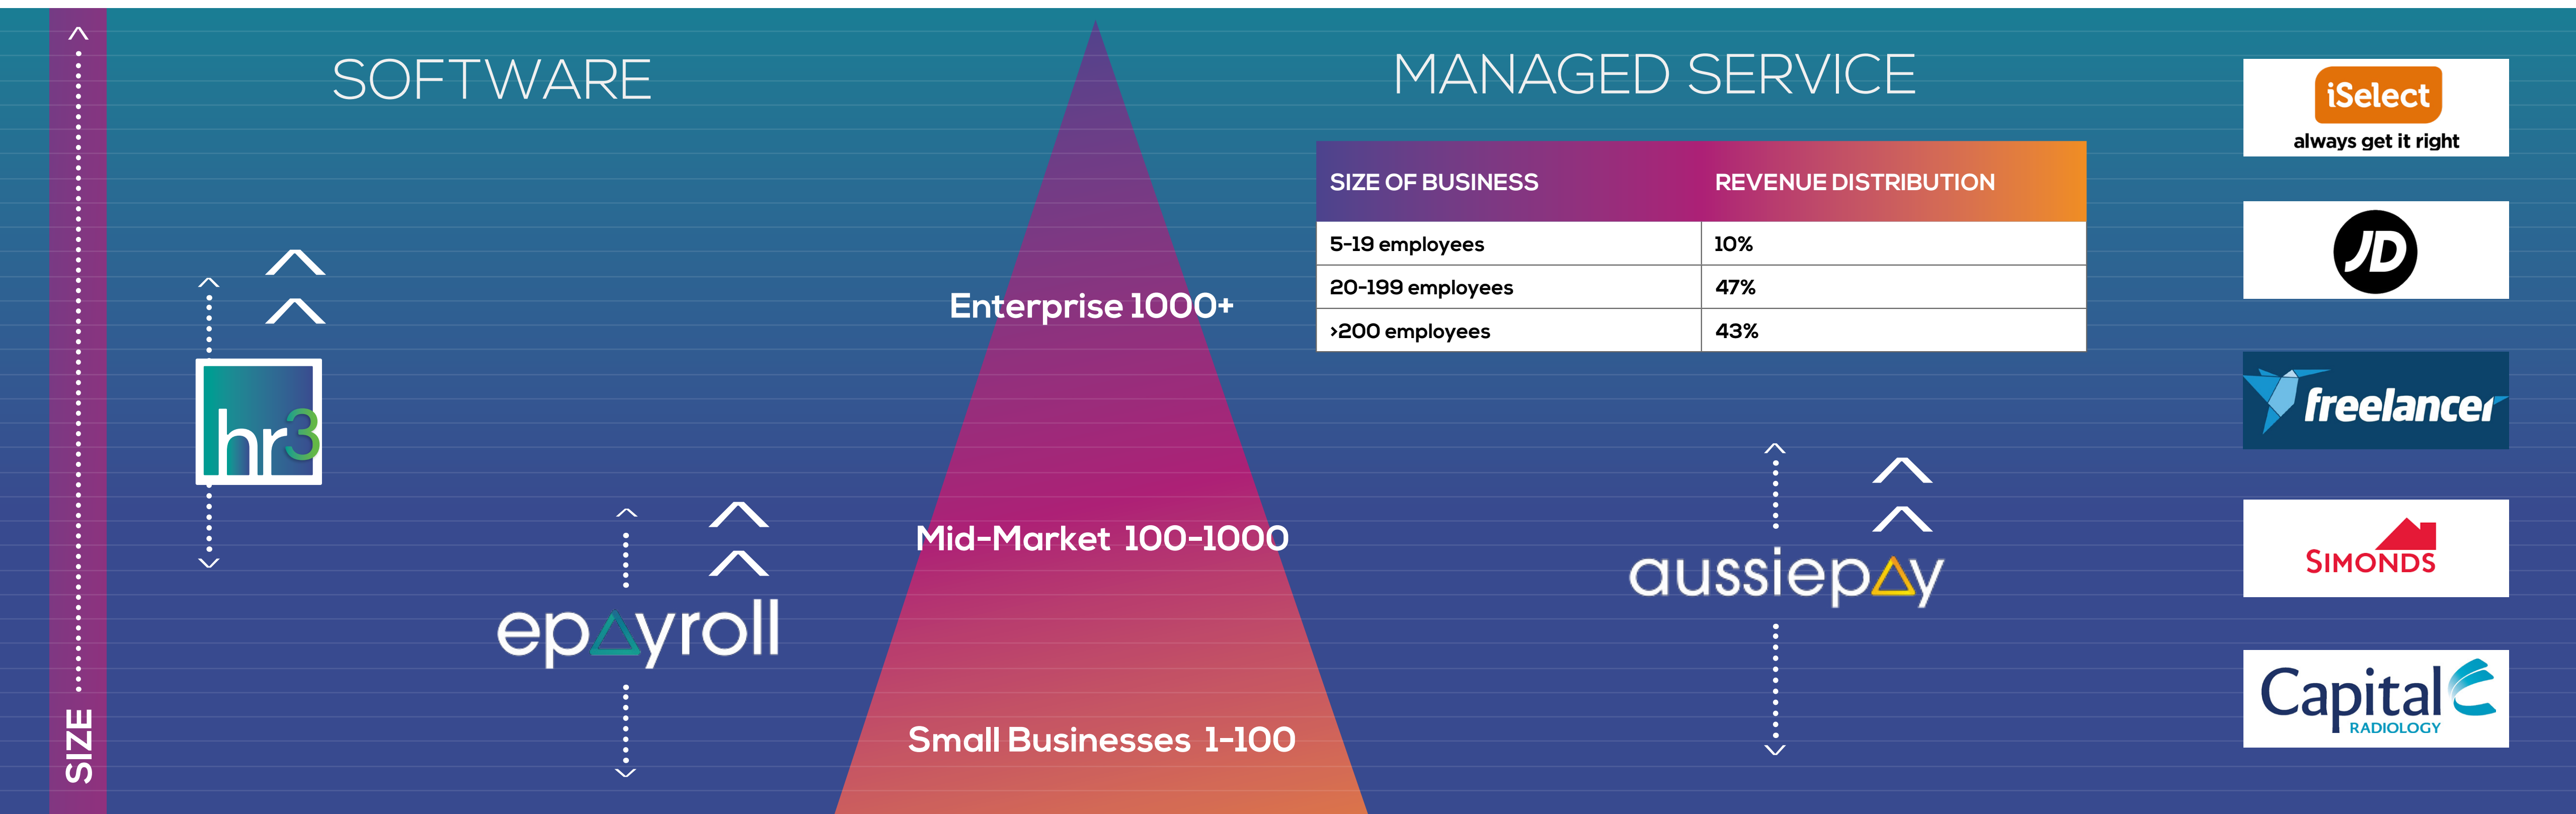 SOFTWARE
MANAGED SERVICE
SIZE
hr3
epayroll
Enterprise 1000+
Mid-Market 100-1000
Small Businesses 1-100
SIZE OF BUSINESS REVENUE DISTRIBUTION
5-19 employees 10%
20-199 employees 47%
>200 employees 43%
aussiepay
iSelect
always get it right
JD
freelancer
SIMONDS
Capital
RADIOLOGY